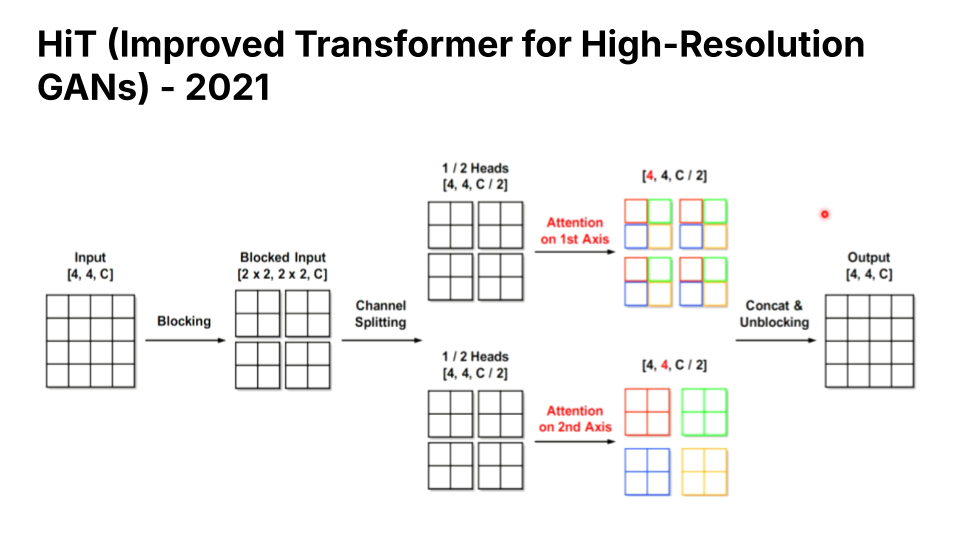 HiT (Improved Transformer for High-Resolution
GANs) - 2021
Input
[4, 4, C]
Blocking
Blocked Input
[2 x 2, 2 x 2, C]
Channel
Splitting
1 / 2 Heads
[4, 4, C / 2]
Attention
on 1st Axis
[4, 4, C / 2]
1 / 2 Heads
[4, 4, C / 2]
Attention
on 2nd Axis
[4, 4, C / 2]
Concat &
Unblocking
Output
[4, 4, C]